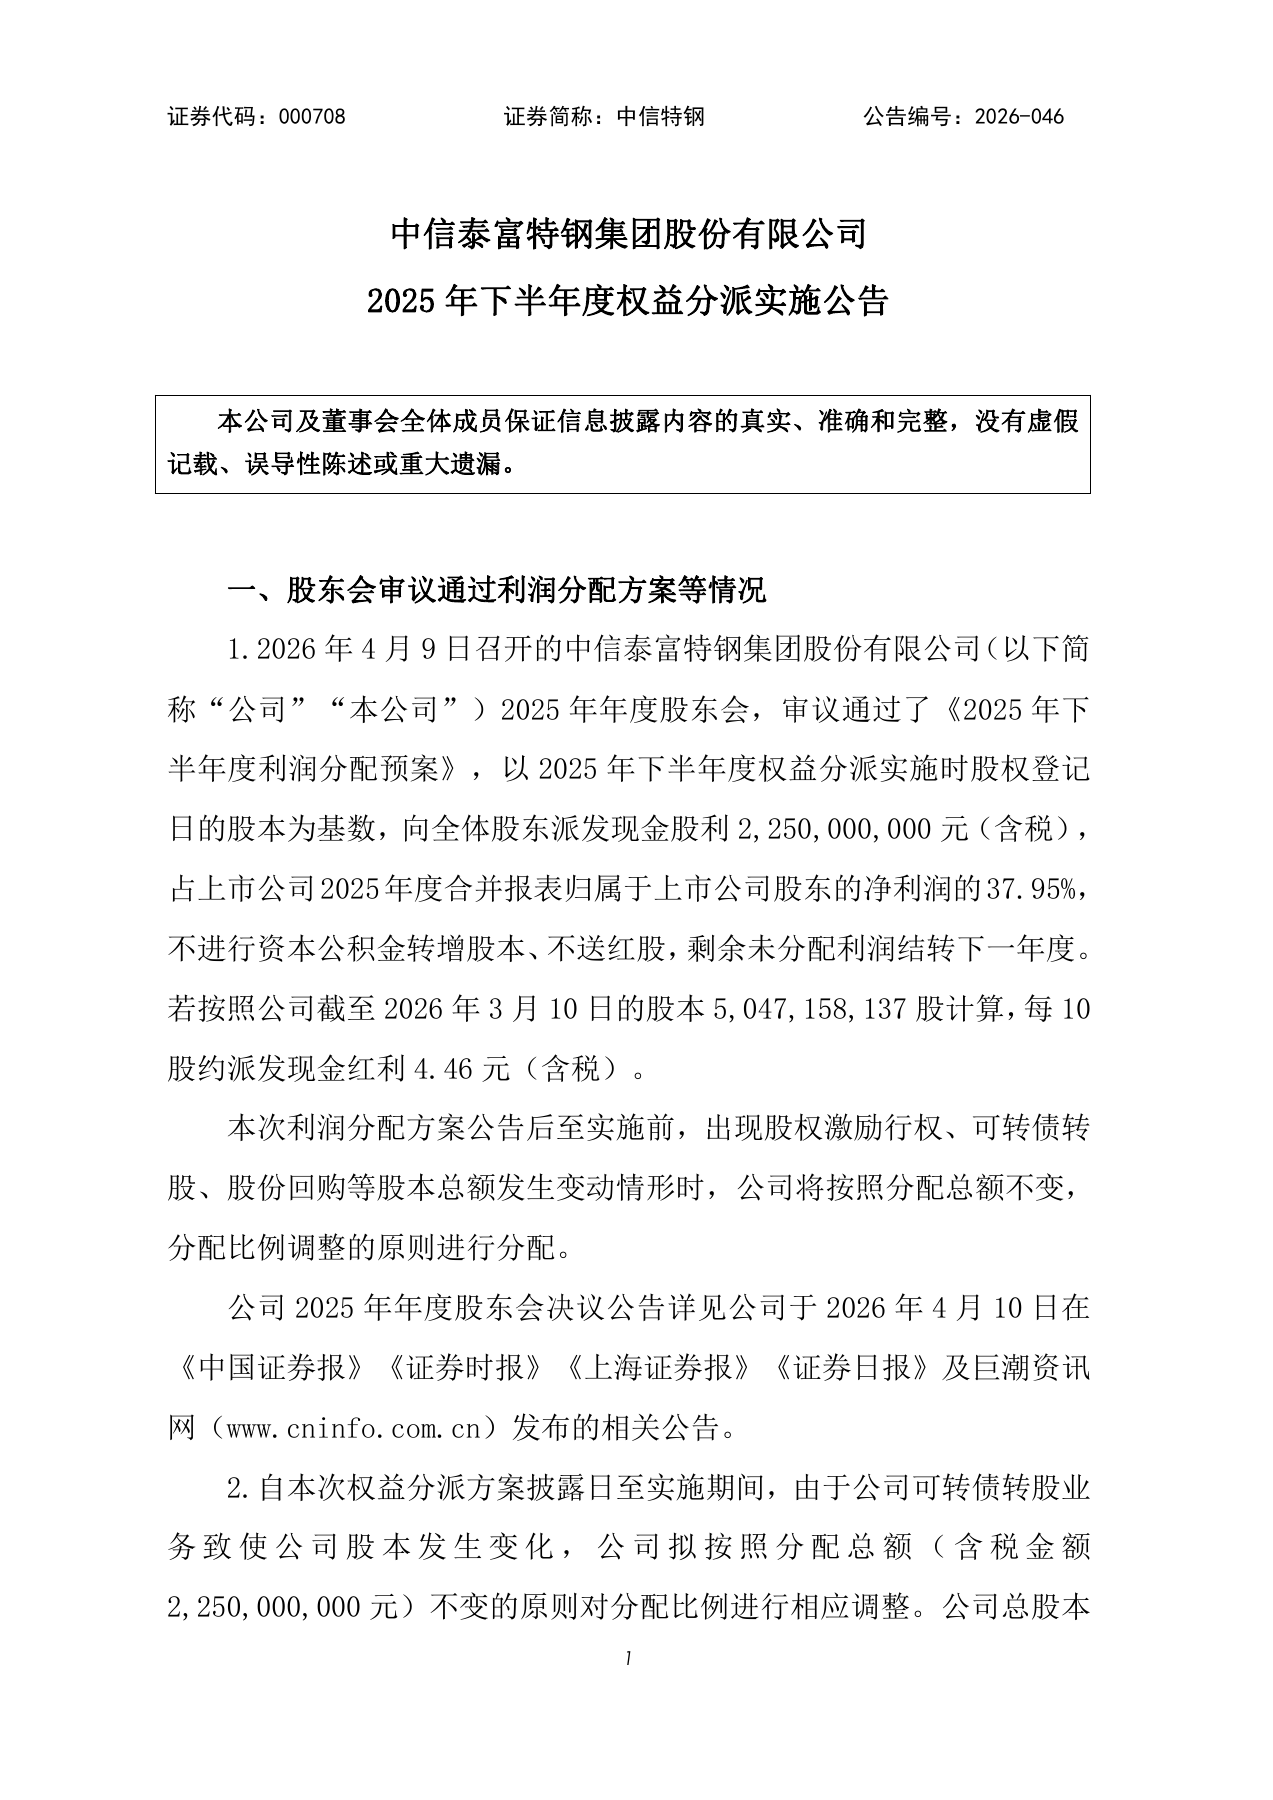 证券代码：000708 证券简称：中信特钢 公告编号：2026-046
中信泰富特钢集团股份有限公司
2025 年下半年度权益分派实施公告
本公司及董事会全体成员保证信息披露内容的真实、准确和完整，没有虚假
记载、误导性陈述或重大遗漏。
一、股东会审议通过利润分配方案等情况
1.2026 年 4 月 9 日召开的中信泰富特钢集团股份有限公司（以下简
称“公司”“本公司”）2025 年年度股东会，审议通过了《2025 年下
半年度利润分配预案》，以 2025 年下半年度权益分派实施时股权登记
日的股本为基数，向全体股东派发现金股利 2,250,000,000 元（含税），
占上市公司2025年度合并报表归属于上市公司股东的净利润的37.95%，
不进行资本公积金转增股本、不送红股，剩余未分配利润结转下一年度。
若按照公司截至 2026 年 3 月 10 日的股本 5,047,158,137 股计算，每 10
股约派发现金红利 4.46 元（含税）。
本次利润分配方案公告后至实施前，出现股权激励行权、可转债转
股、股份回购等股本总额发生变动情形时，公司将按照分配总额不变，
分配比例调整的原则进行分配。
公司 2025 年年度股东会决议公告详见公司于 2026 年 4 月 10 日在
《中国证券报》《证券时报》《上海证券报》《证券日报》及巨潮资讯
网（www.cninfo.com.cn）发布的相关公告。
2.自本次权益分派方案披露日至实施期间，由于公司可转债转股业
务致使公司股本发生变化，公司拟按照分配总额（含税金额
2,250,000,000 元）不变的原则对分配比例进行相应调整。公司总股本
1